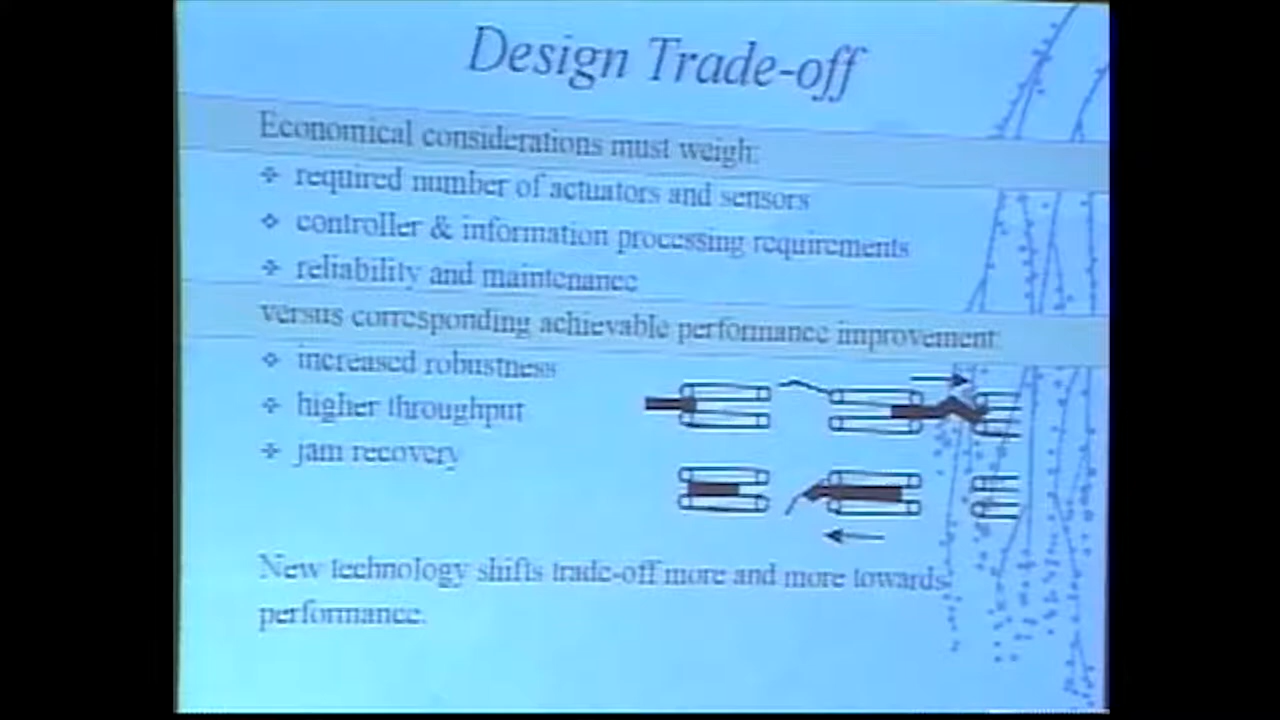 Design Trade-off
Economical considerations must weigh:
required number of actuators and sensors
controller & information processing requirements
reliability and maintenance
versus corresponding achievable performance improvement:
increased robustness
higher throughput
jam recovery
New technology shifts trade-off more and more towards
performance.